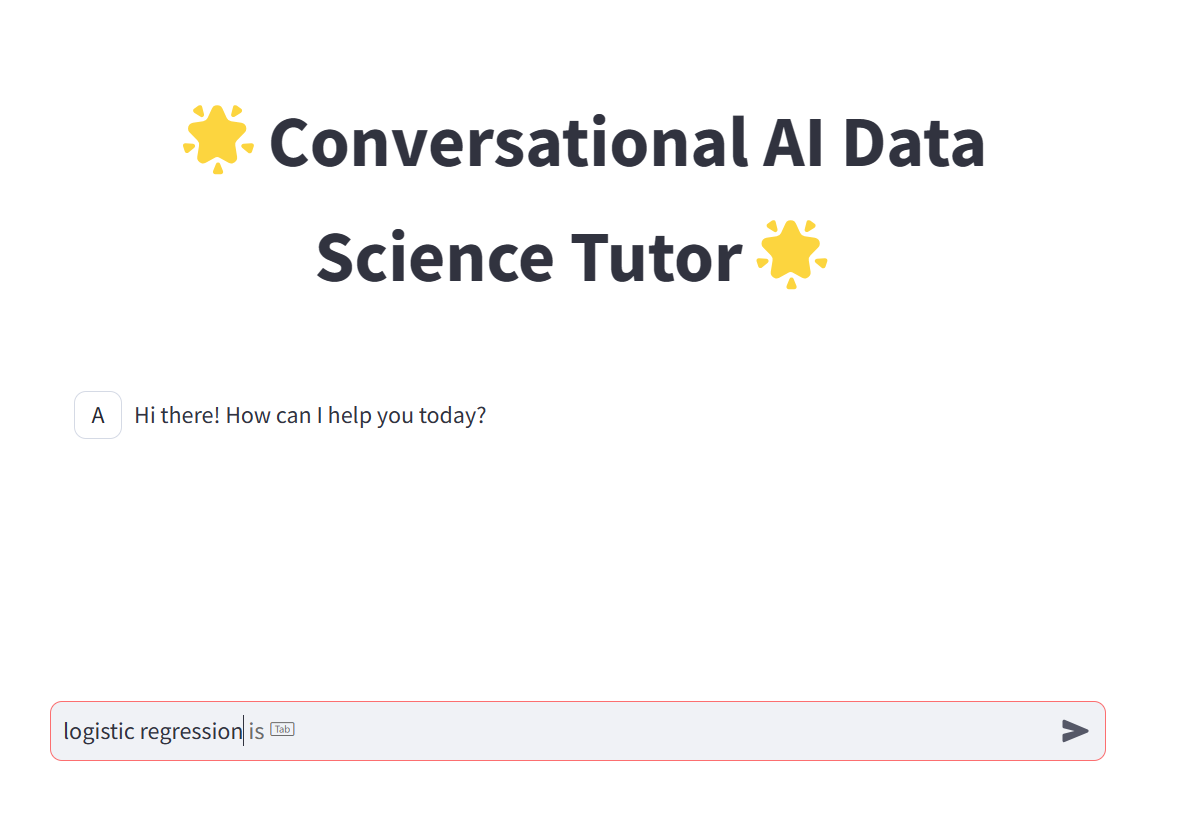 🌟 Conversational AI Data
Science Tutor 🌟
A Hi there! How can I help you today?
logistic regression is Tab